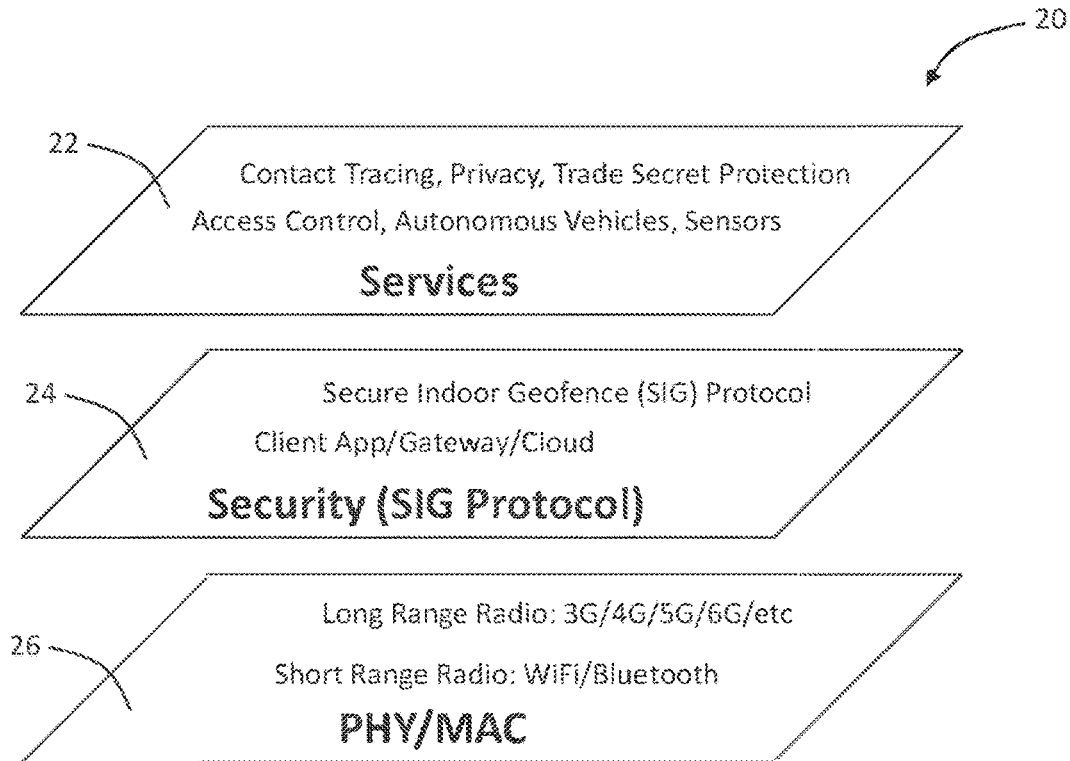 20
22
Contact Tracing, Privacy, Trade Secret Protection
Access Control, Autonomous Vehicles, Sensors
Services
24
Secure Indoor Geofence (SIG) Protocol
Client App/Gateway/Cloud
Security (SIG Protocol)
26
Long Range Radio: 3G/4G/5G/6G/etc
Short Range Radio: WiFi/Bluetooth
PHY/MAC